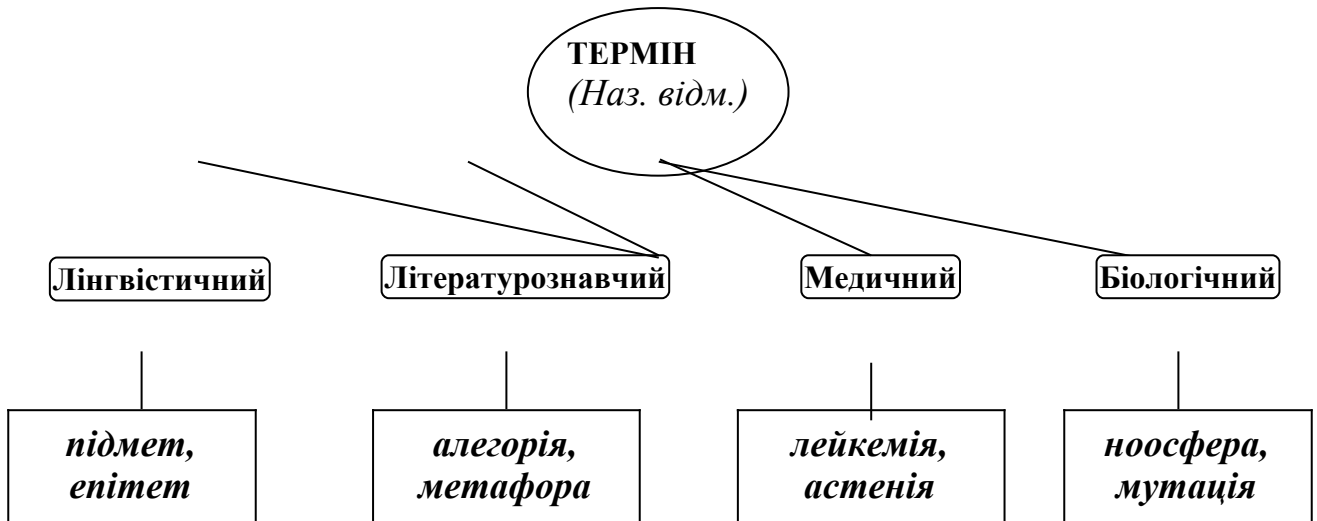 ТЕРМІН
(Наз. відм.)
Лінгвістичний
Літературознавчий
Медичний
Біологічний
підмет,
епітет
алегорія,
метафора
лейкемія,
астенія
ноосфера,
мутація